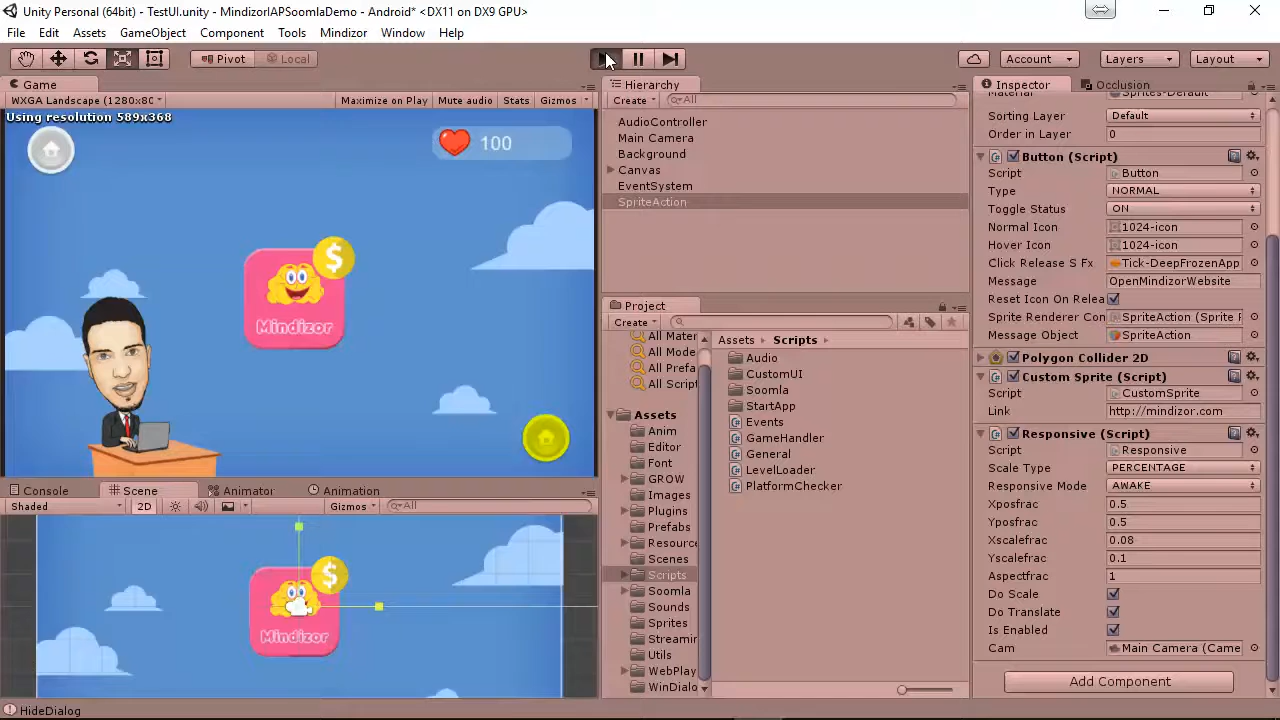 Unity Personal (64bit) - TestUI.unity - MindizorIAPSoomlaDemo - Android* <DX11 on DX9 GPU>
File Edit Assets GameObject Component Tools Mindizor Window Help
Pivot Local Account Layers Layout
Game
WXGA Landscape (1280x8( Maximize on Play Mute audio Stats Gizmos
Using resolution 589x368
100
$
Mindizor
Console Scene Animator Animation
Shaded 2D Gizmos All
$
Mindizor
HideDialog
Hierarchy
Create All
AudioController
Main Camera
Background
Canvas
EventSystem
SpriteAction
Project
Create
All Mater
All Mode
All Prefa
All Script
Assets
Anim
Editor
Font
GROW
Images
Plugins
Prefabs
Resource
Scenes
Scripts
Soomla
Sounds
Sprites
Streamin
Utils
WebPlay
WinDialo
Assets Scripts
Audio
CustomUI
Soomla
StartApp
Events
GameHandler
General
LevelLoader
PlatformChecker
Inspector Occlusion
Material Sprites-Default
Sorting Layer Default
Order in Layer 0
Button (Script)
Script Button
Type NORMAL
Toggle Status ON
Normal Icon 1024-icon
Hover Icon 1024-icon
Click Release S Fx Tick-DeepFrozenApp
Message OpenMindizorWebsite
Reset Icon On Relea
Sprite Renderer Con SpriteAction (Sprite F
Message Object SpriteAction
Polygon Collider 2D
Custom Sprite (Script)
Script CustomSprite
Link http://mindizor.com
Responsive (Script)
Script Responsive
Scale Type PERCENTAGE
Responsive Mode AWAKE
Xposfrac 0.5
Yposfrac 0.5
Xscalefrac 0.08
Yscalefrac 0.1
Aspectfrac 1
Do Scale
Do Translate
Is Enabled
Cam Main Camera (Came
Add Component